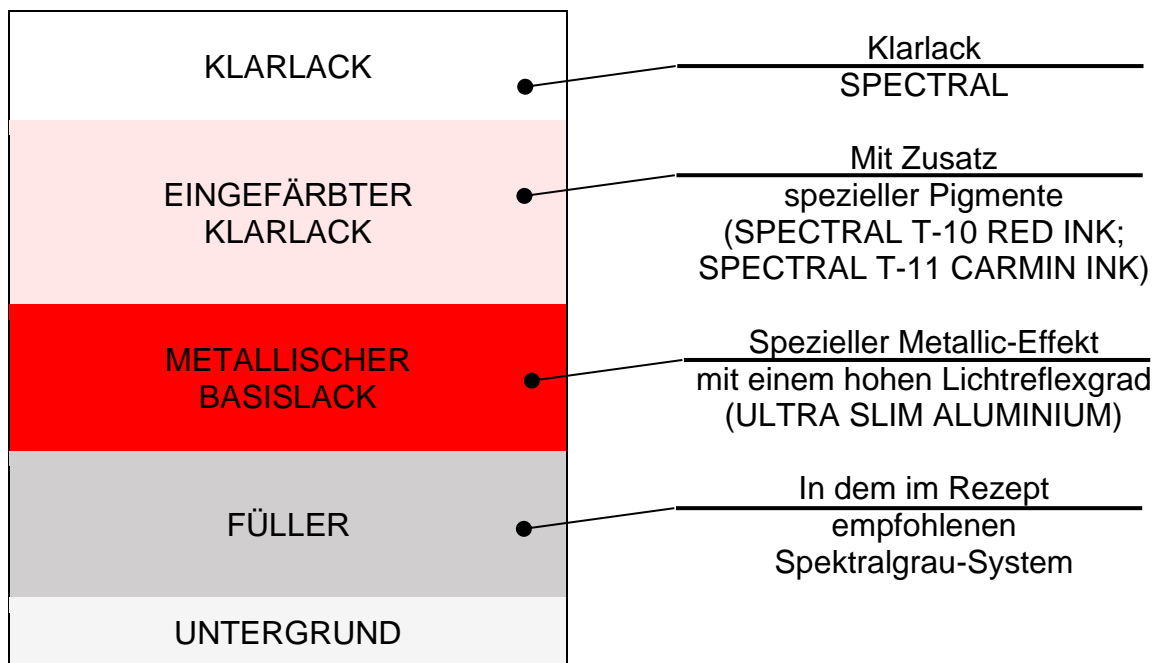 KLARLACK
Klarlack
SPECTRAL
EINGEFÄRBTER
KLARLACK
Mit Zusatz
spezieller Pigmente
(SPECTRAL T-10 RED INK;
SPECTRAL T-11 CARMIN INK)
METALLISCHER
BASISLACK
Spezieller Metallic-Effekt
mit einem hohen Lichtreflexgrad
(ULTRA SLIM ALUMINIUM)
FÜLLER
In dem im Rezept
empfohlenen
Spektralgrau-System
UNTERGRUND